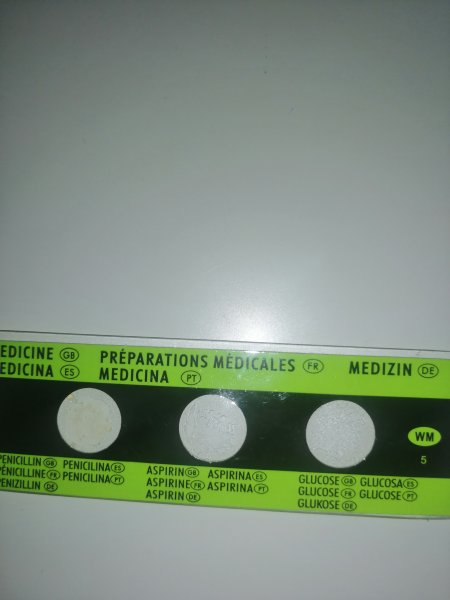 EDICINE GB PRÉPARATIONS MÉDICALES FR MEDIZIN DE
EDICINA ES MEDICINA PT
WM
5
PENICILLIN GB PENICILINA ES
PÉNICILLINE FR PENICILINA PT
PENIZILLIN DE
ASPIRIN GB ASPIRINA ES
ASPIRINE FR ASPIRINA PT
ASPIRIN DE
GLUCOSE GB GLUCOSA ES
GLUCOSE FR GLUCOSE PT
GLUKOSE DE